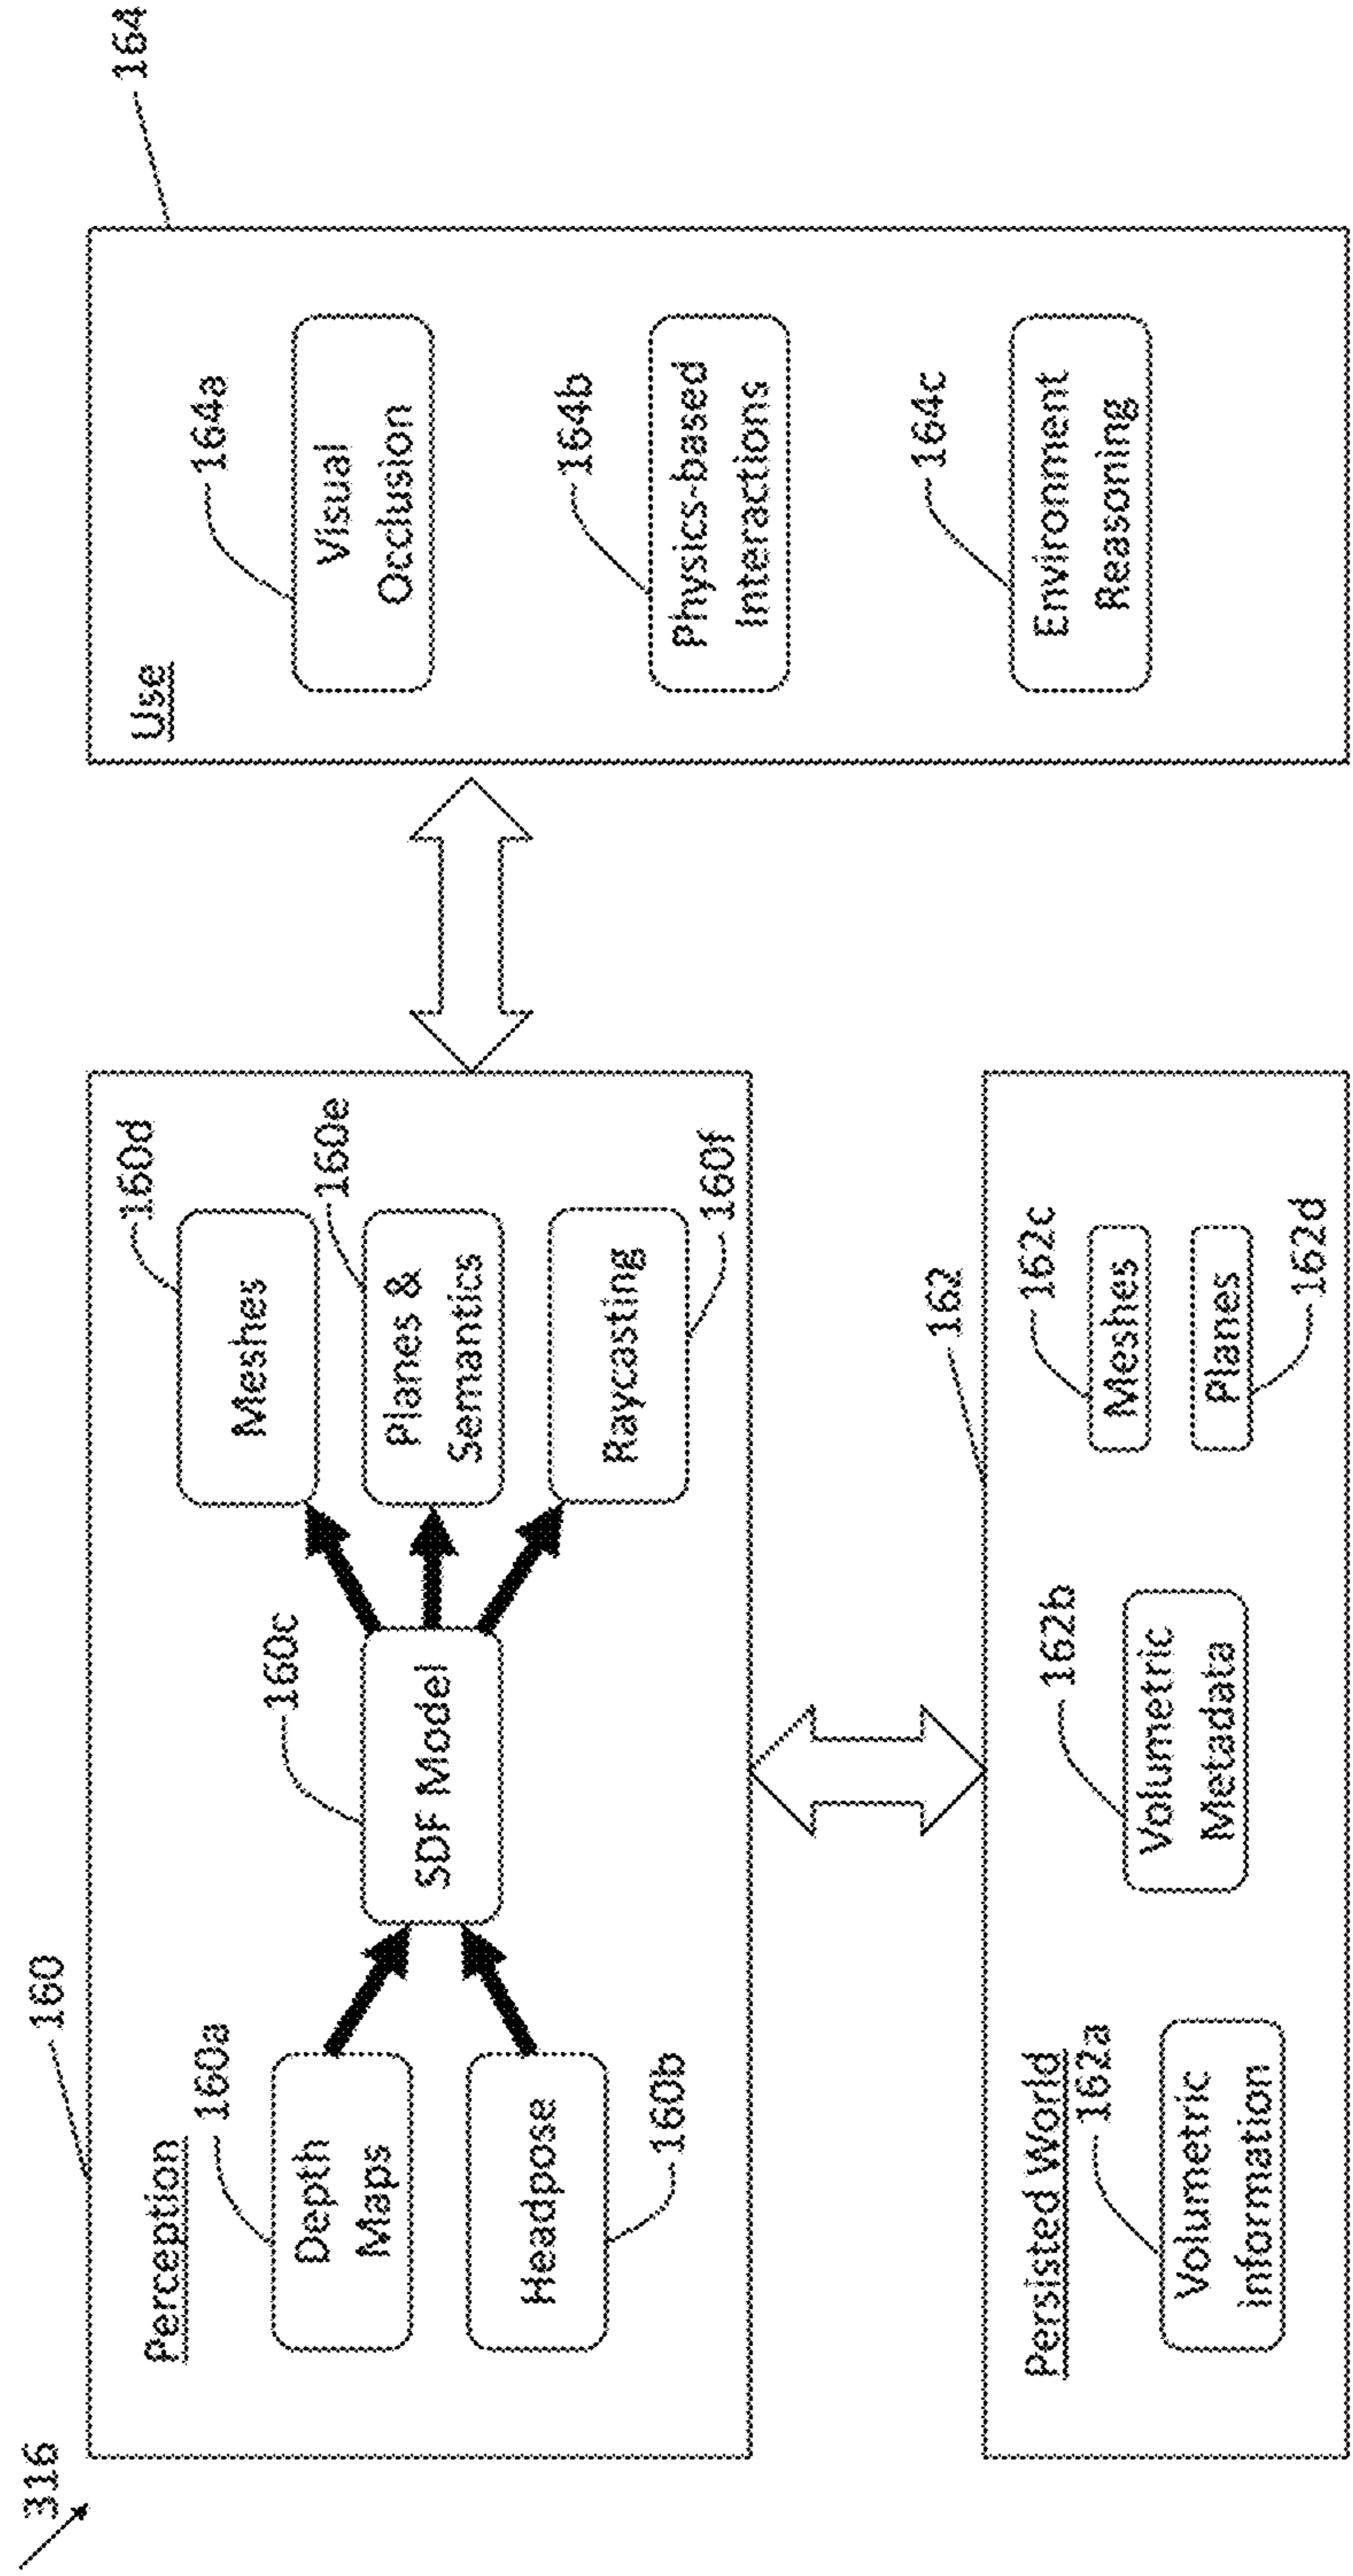 316
160
Perception
160a
Depth
Maps
Headpose
160b
160c
SDF Model
160d
Meshes
160e
Planes &
Semantics
Raycasting
160f
164
Use
164a
Visual
Occlusion
164b
Physics-based
Interactions
164c
Environment
Reasoning
162
Persisted World
162a
Volumetric
information
162b
Volumetric
Metadata
162c
Meshes
Planes
162d